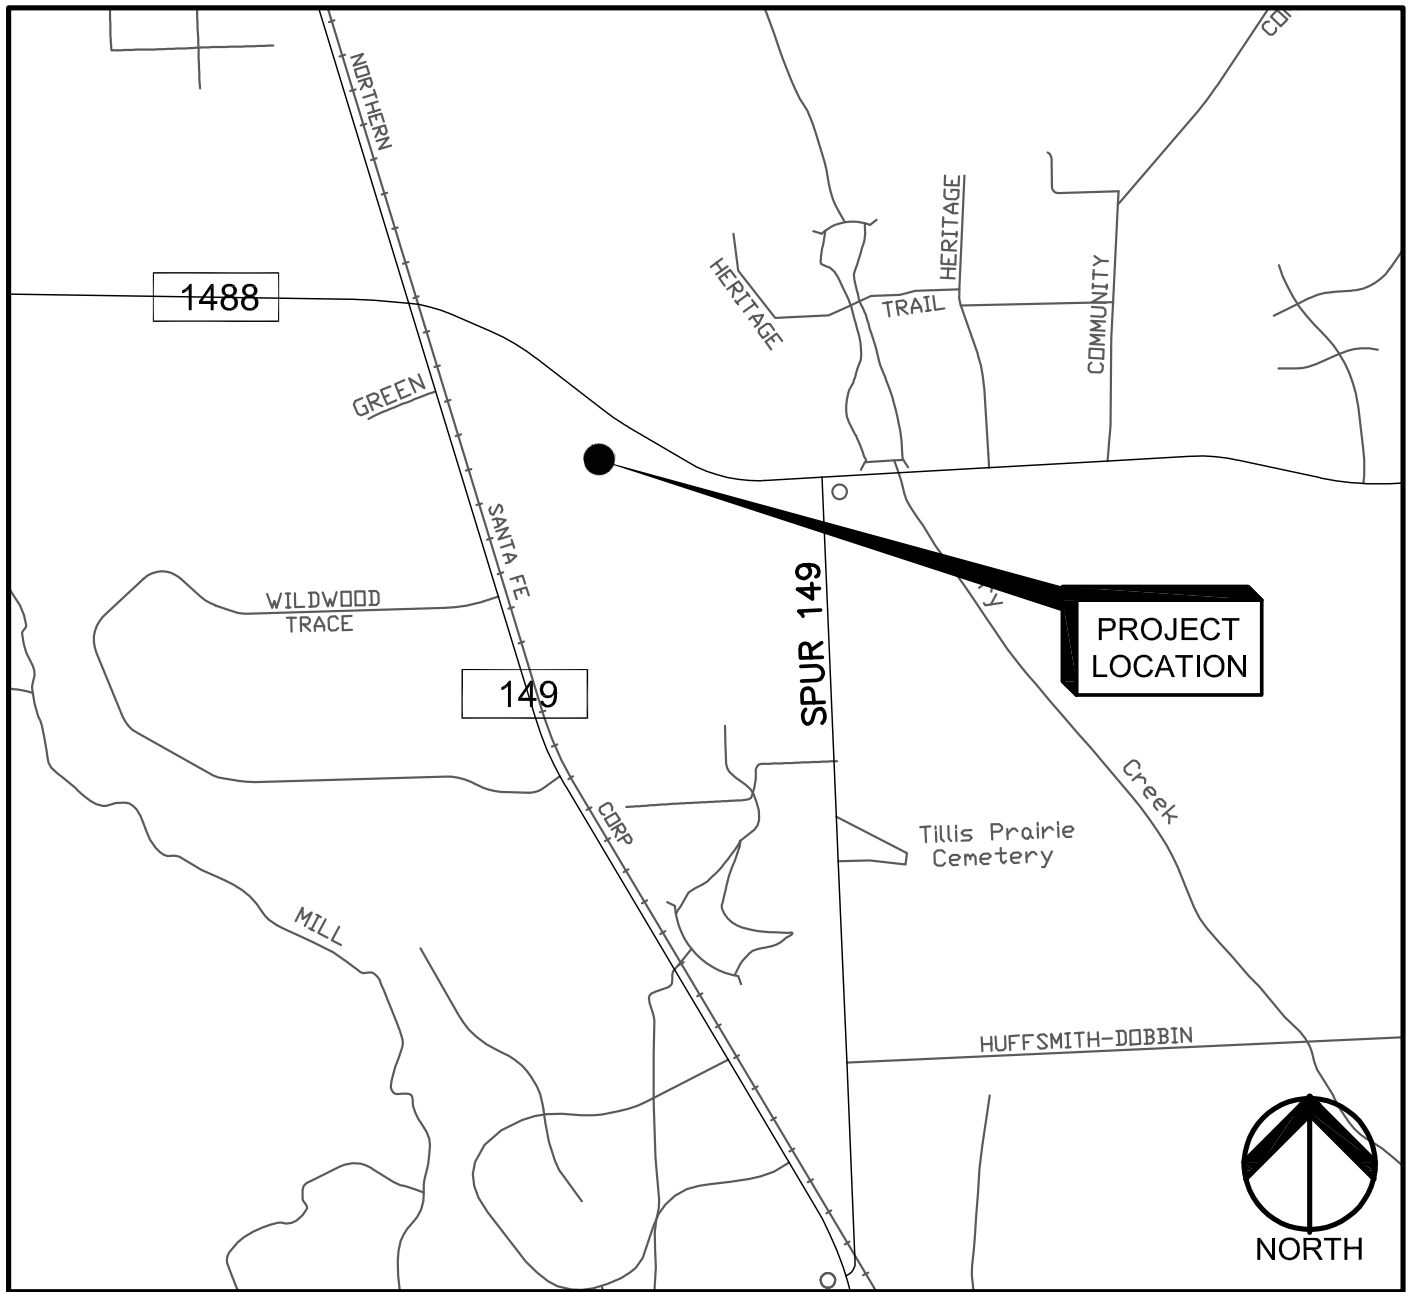 NORTHERN
1488
HERITAGE
HERITAGE
TRAIL
COMMUNITY
GREEN
SANTA FE
WILDWOOD
TRACE
149
SPUR 149
PROJECT
LOCATION
CORP
Creek
Tillis Prairie
Cemetery
MILL
HUFFSMITH-DOBBIN
NORTH